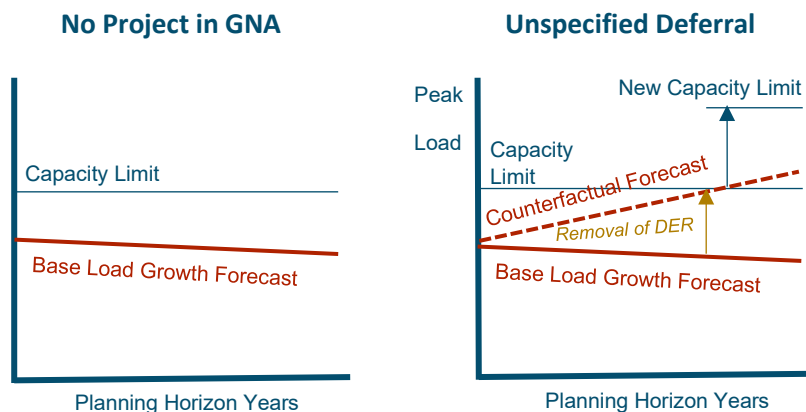 No Project in GNA
Capacity Limit
Base Load Growth Forecast
Planning Horizon Years
Unspecified Deferral
Peak
Load
New Capacity Limit
Capacity
Limit
Counterfactual Forecast
Removal of DER
Base Load Growth Forecast
Planning Horizon Years